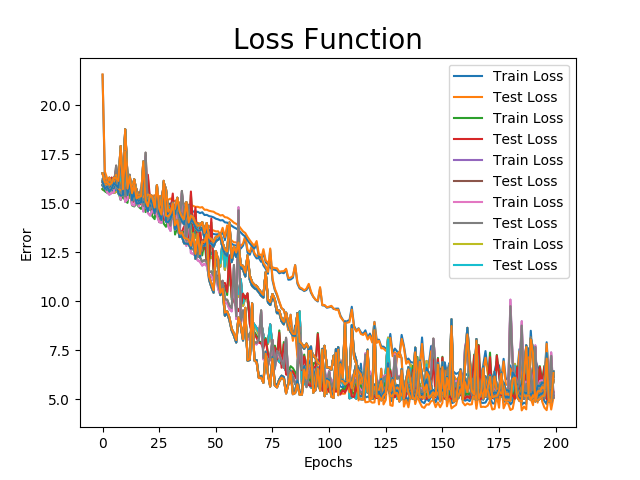 Loss Function
Error
20.0
17.5
15.0
12.5
10.0
7.5
5.0
Train Loss
Test Loss
Train Loss
Test Loss
Train Loss
Test Loss
Train Loss
Test Loss
Train Loss
Test Loss
0 25 50 75 100 125 150 175 200
Epochs